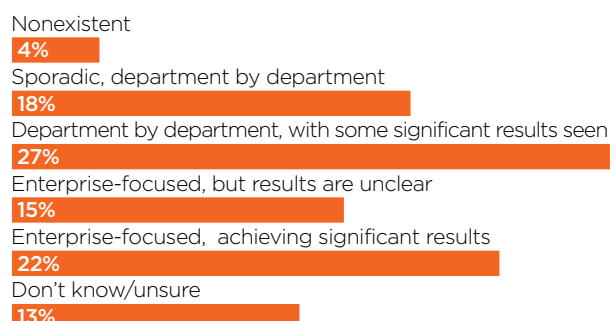 Nonexistent
4%
Sporadic, department by department
18%
Department by department, with some significant results seen
27%
Enterprise-focused, but results are unclear
15%
Enterprise-focused, achieving significant results
22%
Don’t know/unsure
13%